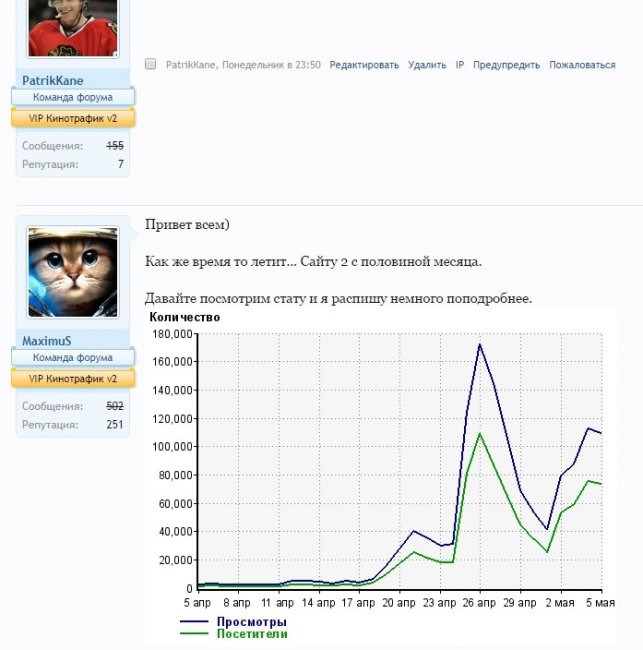 PatrikKane, Понедельник в 23:50 Редактировать Удалить IP Предупредить Пожаловаться
PatrikKane
Команда форума
VIP Кинотрафик v2
Сообщения: 155
Репутация: 7
Привет всем)
Как же время то летит... Сайту 2 с половиной месяца.
Давайте посмотрим стату и я распишу немного поподробнее.
MaximuS
Команда форума
VIP Кинотрафик v2
Сообщения: 502
Репутация: 251
Количество
180,000
160,000
140,000
120,000
100,000
80,000
60,000
40,000
20,000
0
5 апр 8 апр 11 апр 14 апр 17 апр 20 апр 23 апр 26 апр 29 апр 2 мая 5 мая
Просмотры
Посетители